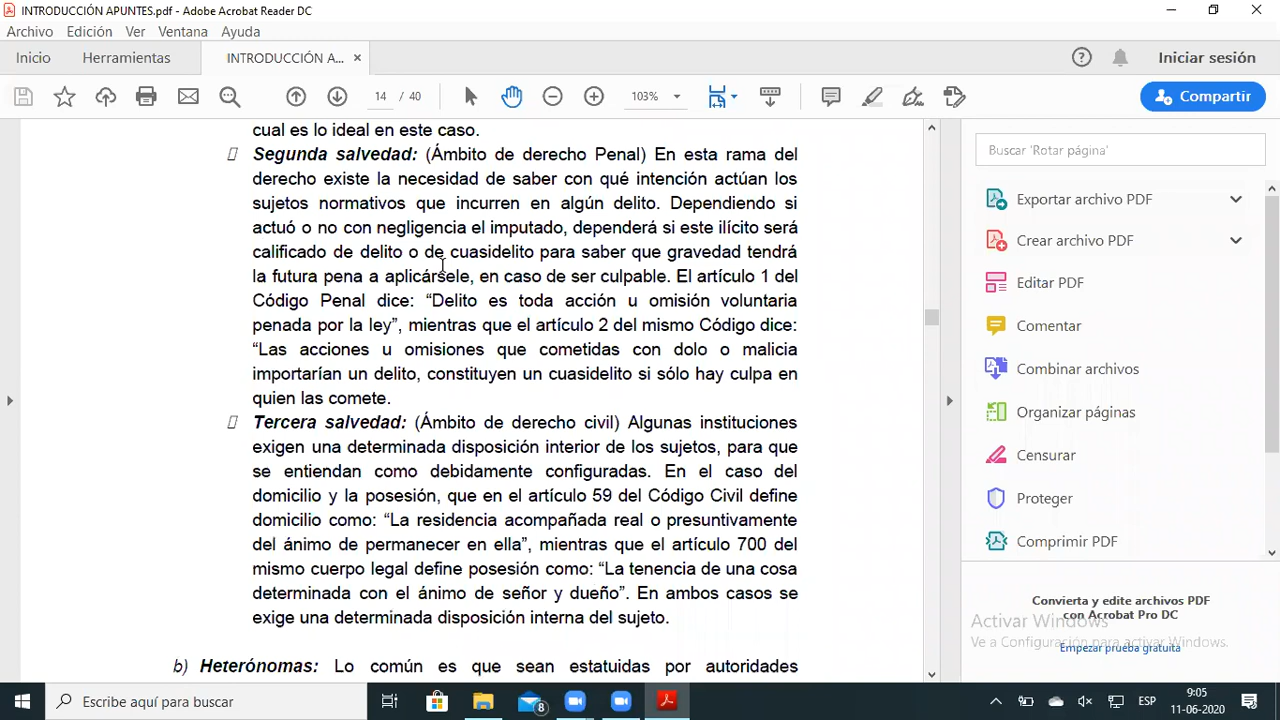 INTRODUCCIÓN APUNTES.pdf - Adobe Acrobat Reader DC
Archivo Edición Ver Ventana Ayuda
Inicio Herramientas INTRODUCCIÓN A... × Iniciar sesión
14 / 40 103% Compartir
cual es lo ideal en este caso.
Segunda salvedad: (Ámbito de derecho Penal) En esta rama del
derecho existe la necesidad de saber con qué intención actúan los
sujetos normativos que incurren en algún delito. Dependiendo si
actuó o no con negligencia el imputado, dependerá si este ilícito será
calificado de delito o de cuasidelito para saber que gravedad tendrá
la futura pena a aplicársele, en caso de ser culpable. El artículo 1 del
Código Penal dice: “Delito es toda acción u omisión voluntaria
penada por la ley”, mientras que el artículo 2 del mismo Código dice:
“Las acciones u omisiones que cometidas con dolo o malicia
importarían un delito, constituyen un cuasidelito si sólo hay culpa en
quien las comete.
Tercera salvedad: (Ámbito de derecho civil) Algunas instituciones
exigen una determinada disposición interior de los sujetos, para que
se entiendan como debidamente configuradas. En el caso del
domicilio y la posesión, que en el artículo 59 del Código Civil define
domicilio como: “La residencia acompañada real o presuntivamente
del ánimo de permanecer en ella”, mientras que el artículo 700 del
mismo cuerpo legal define posesión como: “La tenencia de una cosa
determinada con el ánimo de señor y dueño”. En ambos casos se
exige una determinada disposición interna del sujeto.
b) Heterónomas: Lo común es que sean estatuidas por autoridades
Buscar 'Rotar página'
Exportar archivo PDF
Crear archivo PDF
Editar PDF
Comentar
Combinar archivos
Organizar páginas
Censurar
Proteger
Comprimir PDF
Convierta y edite archivos PDF
con Acrobat Pro DC
Activar Windows
Ve a Configuración para activar Windows.
Empezar prueba gratuita
Escribe aquí para buscar
8
ESP
9:05
11-06-2020